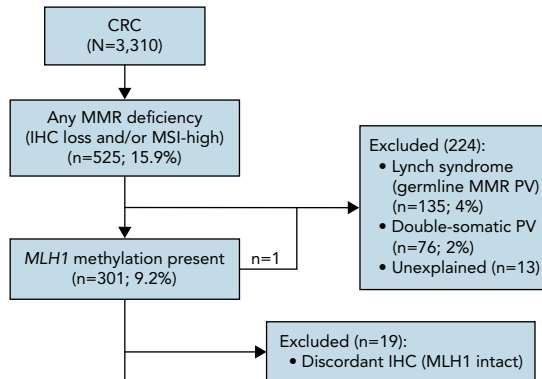 CRC
(N=3,310)
Any MMR deficiency
(IHC loss and/or MSI-high)
(n=525; 15.9%)
Excluded (224):
• Lynch syndrome
(germline MMR PV)
(n=135; 4%)
• Double-somatic PV
(n=76; 2%)
• Unexplained (n=13)
MLH1 methylation present
(n=301; 9.2%)
n=1
Excluded (n=19):
• Discordant IHC (MLH1 intact)